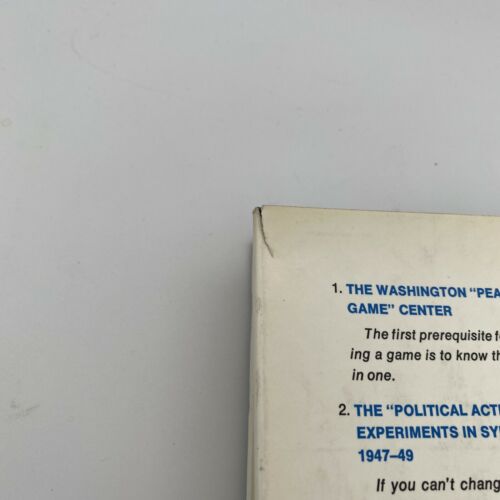 1. THE WASHINGTON "PEA
GAME" CENTER
The first prerequisite f
ing a game is to know th
in one.
2. THE "POLITICAL ACTI
EXPERIMENTS IN SY
1947–49
If you can't chang